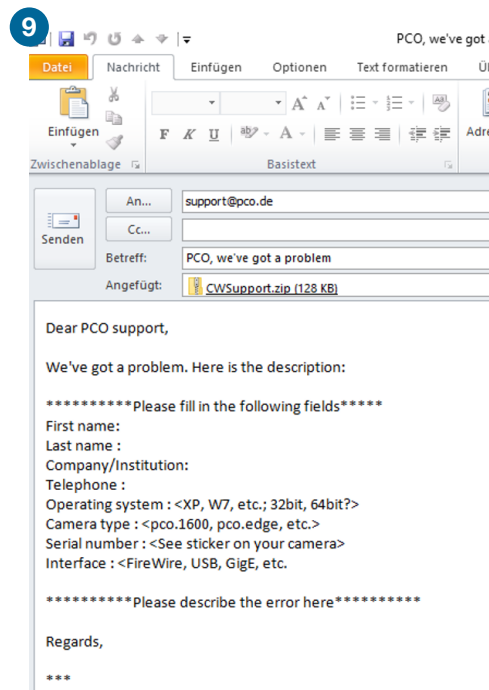 9
PCO, we've got
Datei Nachricht Einfügen Optionen Text formatieren
Einfügen
F K U A A A
Zwischenablage Basistext
An... support@pco.de
Senden
Cc...
Betreff: PCO, we've got a problem
Angefügt: CWSupport.zip (128 KB)
Dear PCO support,
We've got a problem. Here is the description:
**********Please fill in the following fields*****
First name:
Last name :
Company/Institution:
Telephone :
Operating system : <XP, W7, etc.; 32bit, 64bit?>
Camera type : <pco.1600, pco.edge, etc.>
Serial number : <See sticker on your camera>
Interface : <FireWire, USB, GigE, etc.
**********Please describe the error here**********
Regards,
***